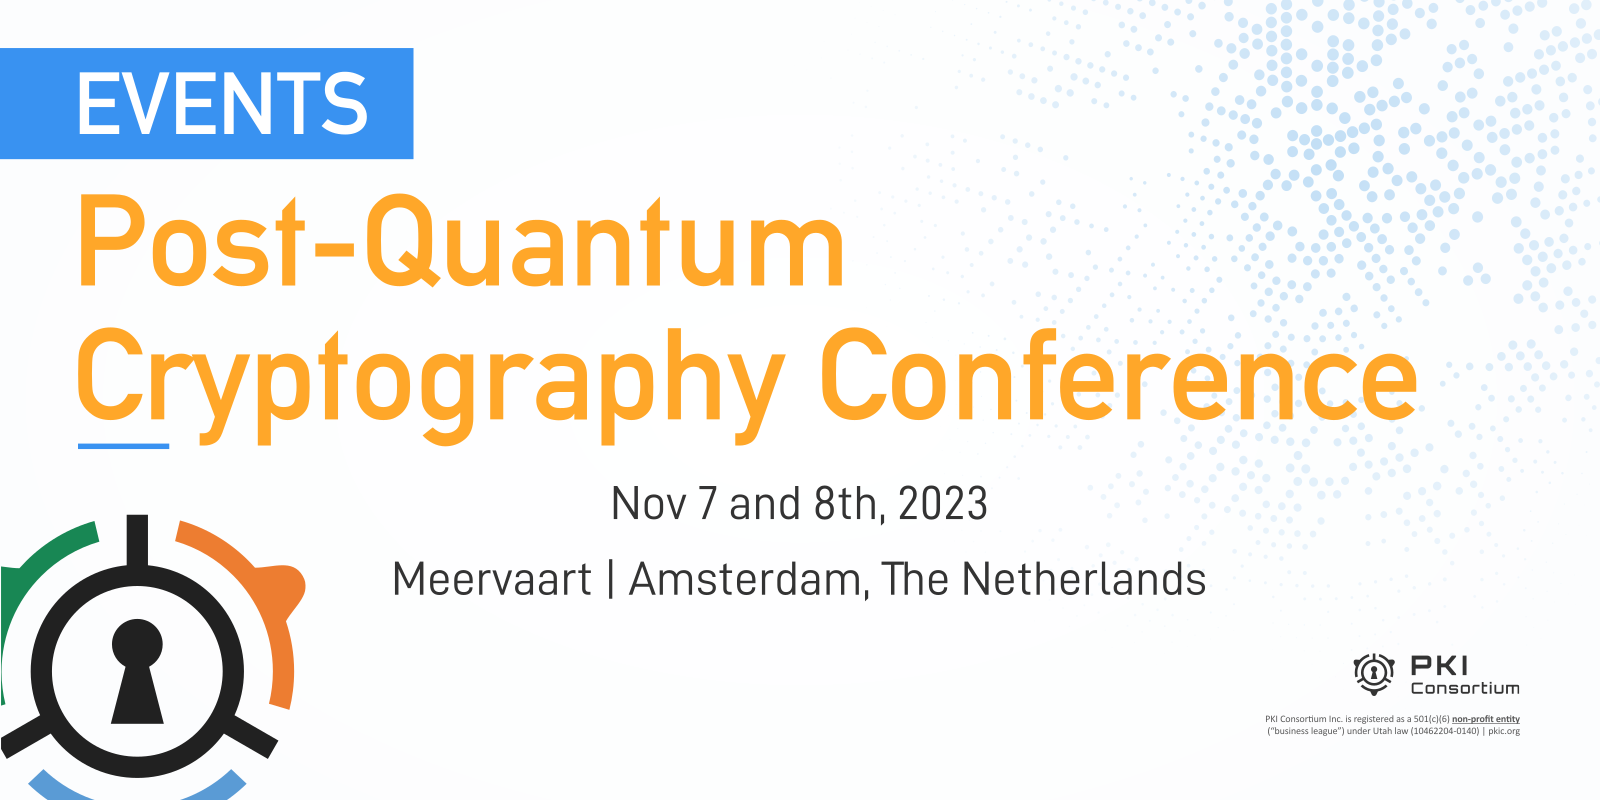 EVENTS
Post-Quantum
Cryptography Conference
Nov 7 and 8th, 2023
Meervaart | Amsterdam, The Netherlands
PKI
Consortium
PKI Consortium Inc. is registered as a 501(c)(6) non-profit entity
("business league") under Utah law (10462204-0140) | pkic.org